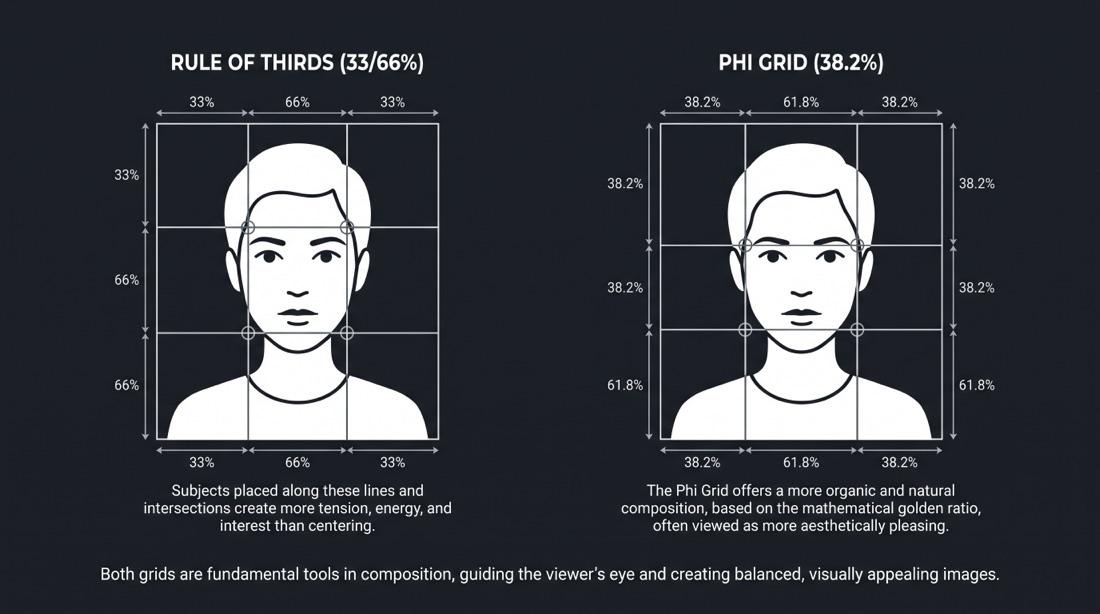 RULE OF THIRDS (33/66%)
33%
66%
33%
33%
66%
66%
33%
66%
33%
Subjects placed along these lines and
intersections create more tension, energy, and
interest than centering.
PHI GRID (38.2%)
38.2%
61.8%
38.2%
38.2%
38.2%
38.2%
38.2%
61.8%
61.8%
38.2%
61.8%
38.2%
The Phi Grid offers a more organic and natural
composition, based on the mathematical golden ratio,
often viewed as more aesthetically pleasing.
Both grids are fundamental tools in composition, guiding the viewer's eye and creating balanced, visually appealing images.